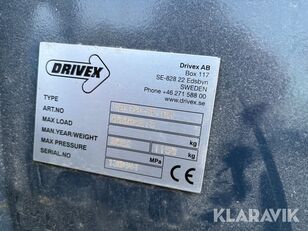 DRIVEX
Drivex AB
Box 117
SE-828 22 Edsbyn
SWEDEN
Phone +46 271 588 00
www.drivex.se
TYPE
ART.NO
MAX LOAD kg
MAN.YEAR/WEIGHT kg
MAX PRESSURE MPa
SERIAL.NO
CE
KLARAVIK